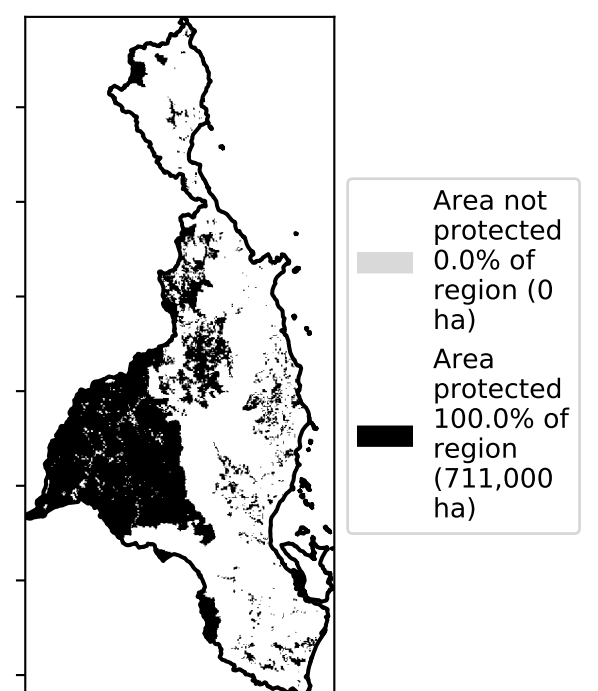 Area not
protected
0.0% of
region (0
ha)
Area
protected
100.0% of
region
(711,000
ha)